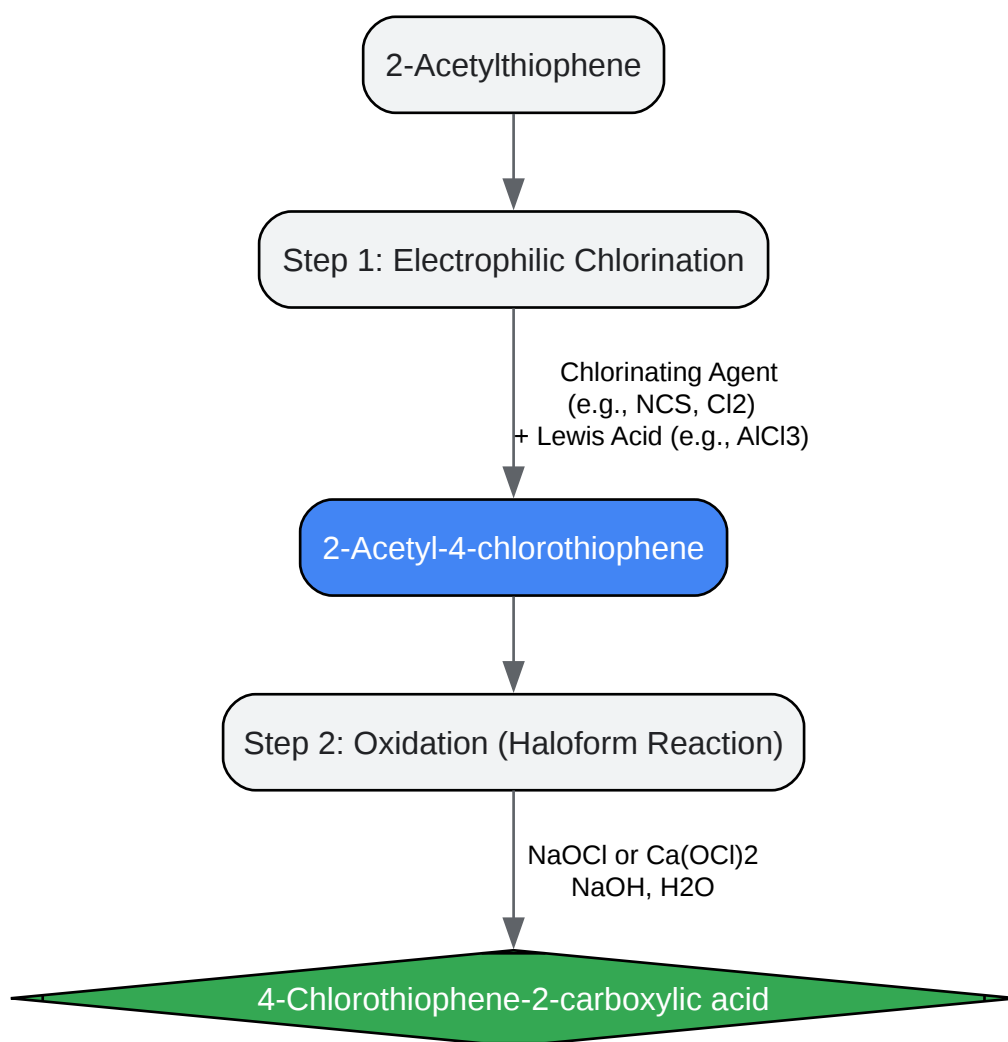 2-Acetylthiophene
Step 1: Electrophilic Chlorination
Chlorinating Agent
(e.g., NCS, Cl2)
+ Lewis Acid (e.g., AlCl3)
2-Acetyl-4-chlorothiophene
Step 2: Oxidation (Haloform Reaction)
NaOCl or Ca(OCl)2
NaOH, H2O
4-Chlorothiophene-2-carboxylic acid